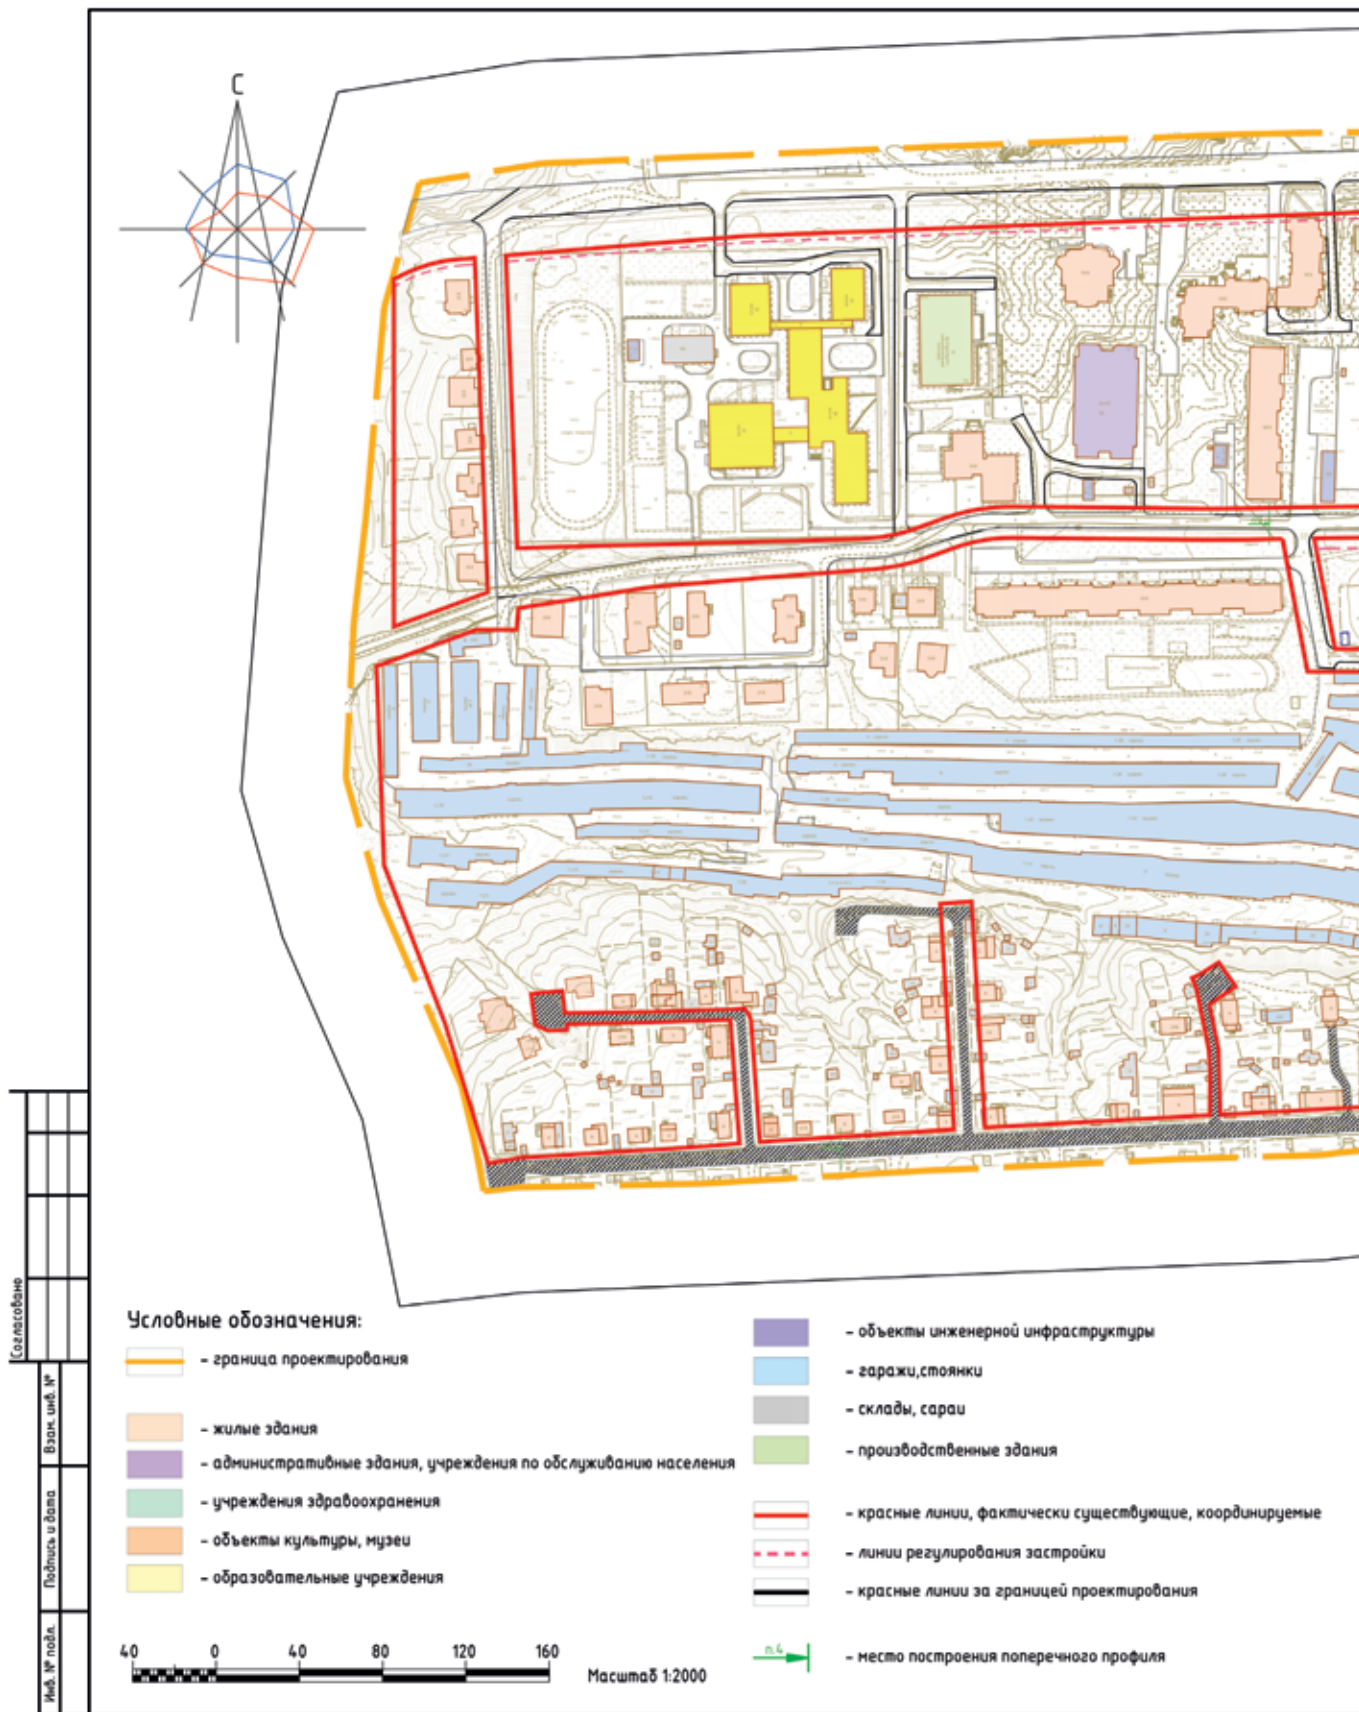 С
Условные обозначения:
- граница проектирования
- жилые здания
- административные здания, учреждения по обслуживанию населения
- учреждения здравоохранения
- объекты культуры, музеи
- образовательные учреждения
- объекты инженерной инфраструктуры
- гаражи,стоянки
- склады, сараи
- производственные здания
- красные линии, фактически существующие, координируемые
- линии регулирования застройки
- красные линии за границей проектирования
п.4
- место построения поперечного профиля
40 0 40 80 120 160
Масштаб 1:2000
Согласовано
Взам. инв. №
Подпись и дата
Инв. № подл.